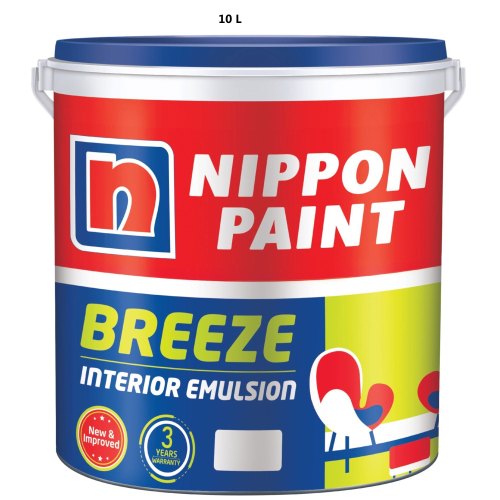 10 L
n
NIPPON
PAINT
BREEZE
INTERIOR EMULSION
New &
Improved
3
YEARS
WARRANTY